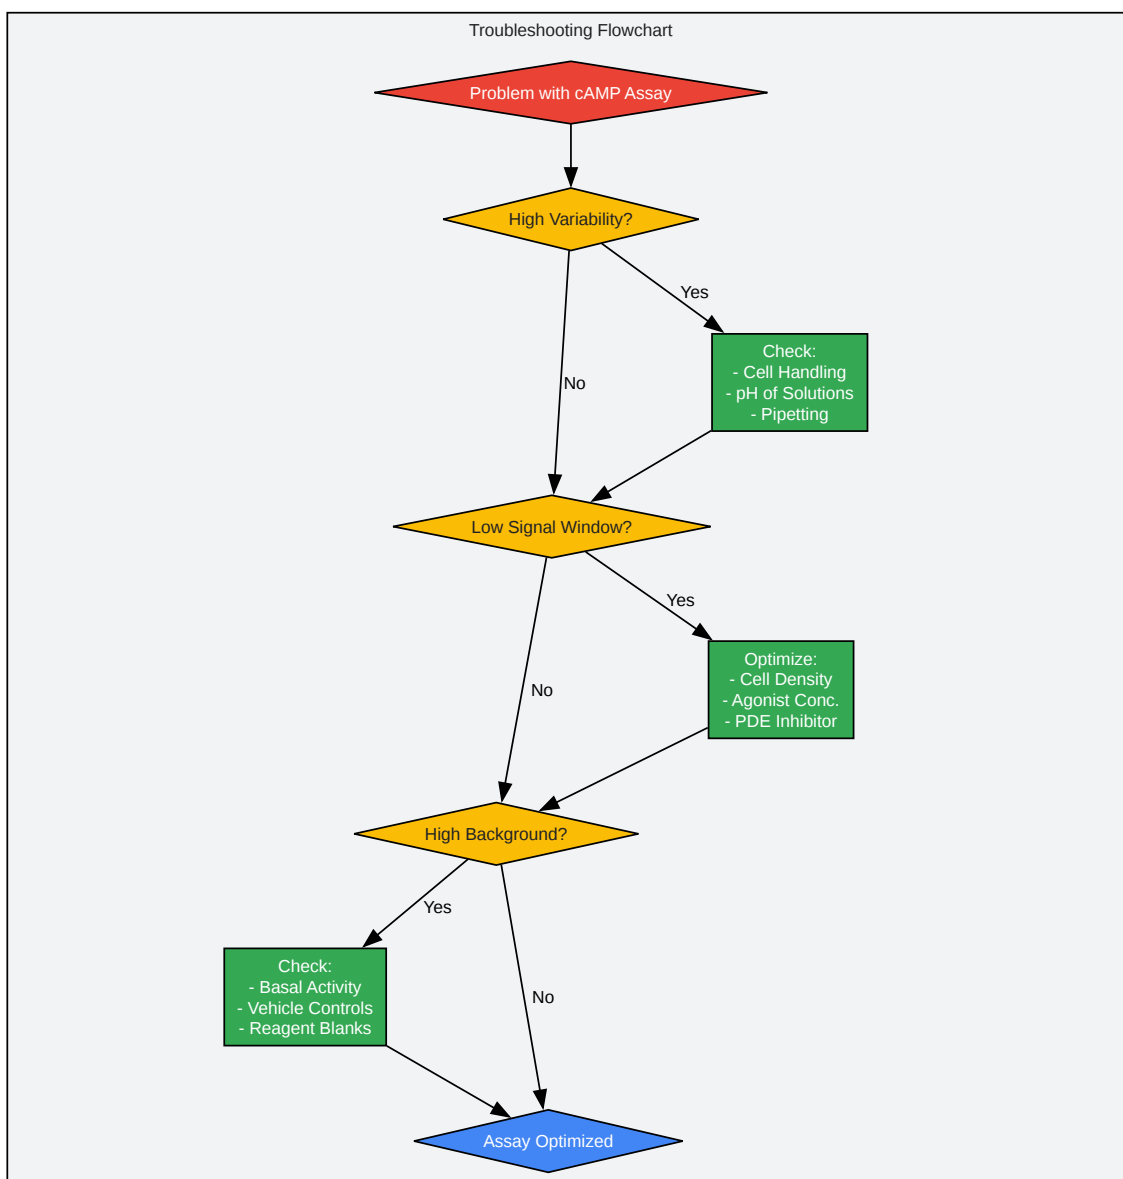 Troubleshooting Flowchart
Problem with cAMP Assay
High Variability?
Yes
Check:
- Cell Handling
- pH of Solutions
- Pipetting
No
Low Signal Window?
Yes
Optimize:
- Cell Density
- Agonist Conc.
- PDE Inhibitor
No
High Background?
Yes
Check:
- Basal Activity
- Vehicle Controls
- Reagent Blanks
No
Assay Optimized